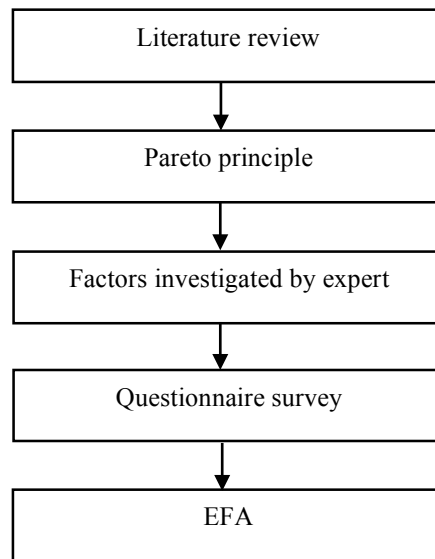 Literature review
Pareto principle
Factors investigated by expert
Questionnaire survey
EFA